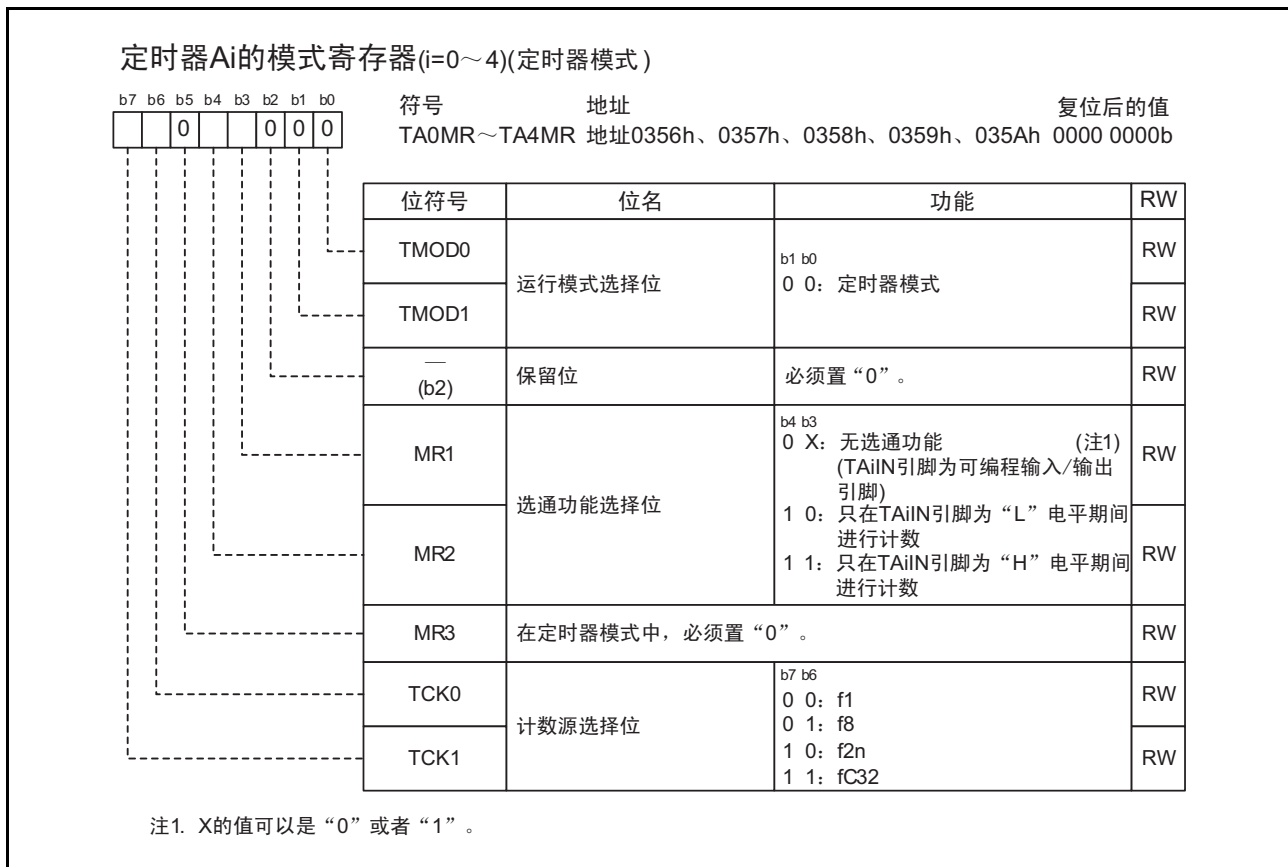 定时器Ai的模式寄存器(i=0～4)(定时器模式)
b7 b6 b5 b4 b3 b2 b1 b0
0 0 0 0
符号 地址 复位后的值
TA0MR～TA4MR 地址0356h、0357h、0358h、0359h、035Ah 0000 0000b
位符号 位名 功能 RW
TMOD0 RW
运行模式选择位
b1 b0
0 0：定时器模式
TMOD1 RW
—
(b2)
保留位 必须置“0”。 RW
MR1 RW
选通功能选择位
b4 b3
0 X：无选通功能 (注1)
(TAiIN引脚为可编程输入/输出
引脚)
1 0：只在TAiIN引脚为“L”电平期间
进行计数
1 1：只在TAiIN引脚为“H”电平期间
进行计数
MR2 RW
MR3 在定时器模式中，必须置“0”。 RW
TCK0 RW
计数源选择位
b7 b6
0 0：f1
0 1：f8
1 0：f2n
1 1：fC32
TCK1 RW
注1. X的值可以是“0”或者“1”。